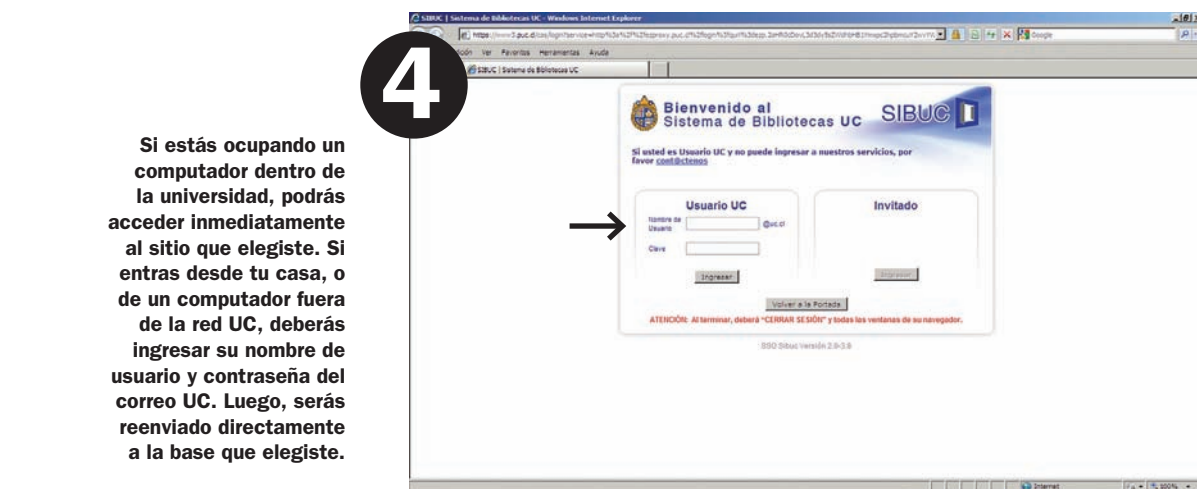 4
Si estás ocupando un
computador dentro de
la universidad, podrás
acceder inmediatamente
al sitio que elegiste. Si
entras desde tu casa, o
de un computador fuera
de la red UC, deberás
ingresar su nombre de
usuario y contraseña del
correo UC. Luego, serás
reenviado directamente
a la base que elegiste.
SIBUC | Sistema de Bibliotecas UC - Windows Internet Explorer
Google
Ver Favoritos Herramientas Ayuda
SIBUC | Sistema de Bibliotecas UC
Bienvenido al
Sistema de Bibliotecas UC
SIBUC
Si usted es Usuario UC y no puede ingresar a nuestros servicios, por
favor cont@ctenos
Usuario UC
Nombre de
Usuario
@uc.cl
Clave
Ingresar
Invitado
Ingresar
Volver a la Portada
ATENCIÓN: Al terminar, deberá "CERRAR SESIÓN" y todas las ventanas de su navegador.
SSO Sibuc Versión 2.0-3.8
Internet
100%